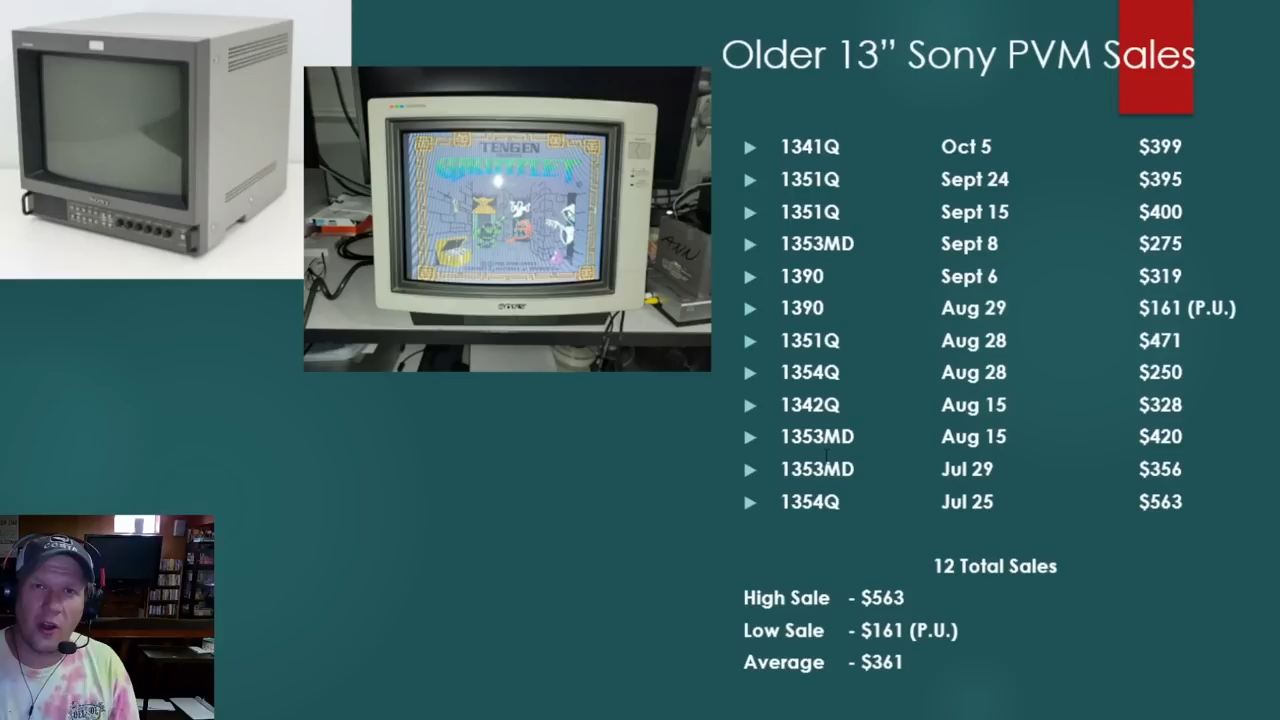 Older 13” Sony PVM Sales
1341Q Oct 5 $399
1351Q Sept 24 $395
1351Q Sept 15 $400
1353MD Sept 8 $275
1390 Sept 6 $319
1390 Aug 29 $161 (P.U.)
1351Q Aug 28 $471
1354Q Aug 28 $250
1342Q Aug 15 $328
1353MD Aug 15 $420
1353MD Jul 29 $356
1354Q Jul 25 $563
12 Total Sales
High Sale - $563
Low Sale - $161 (P.U.)
Average - $361
TENGEN
GAUNTLET
SONY
ANN
COSTA